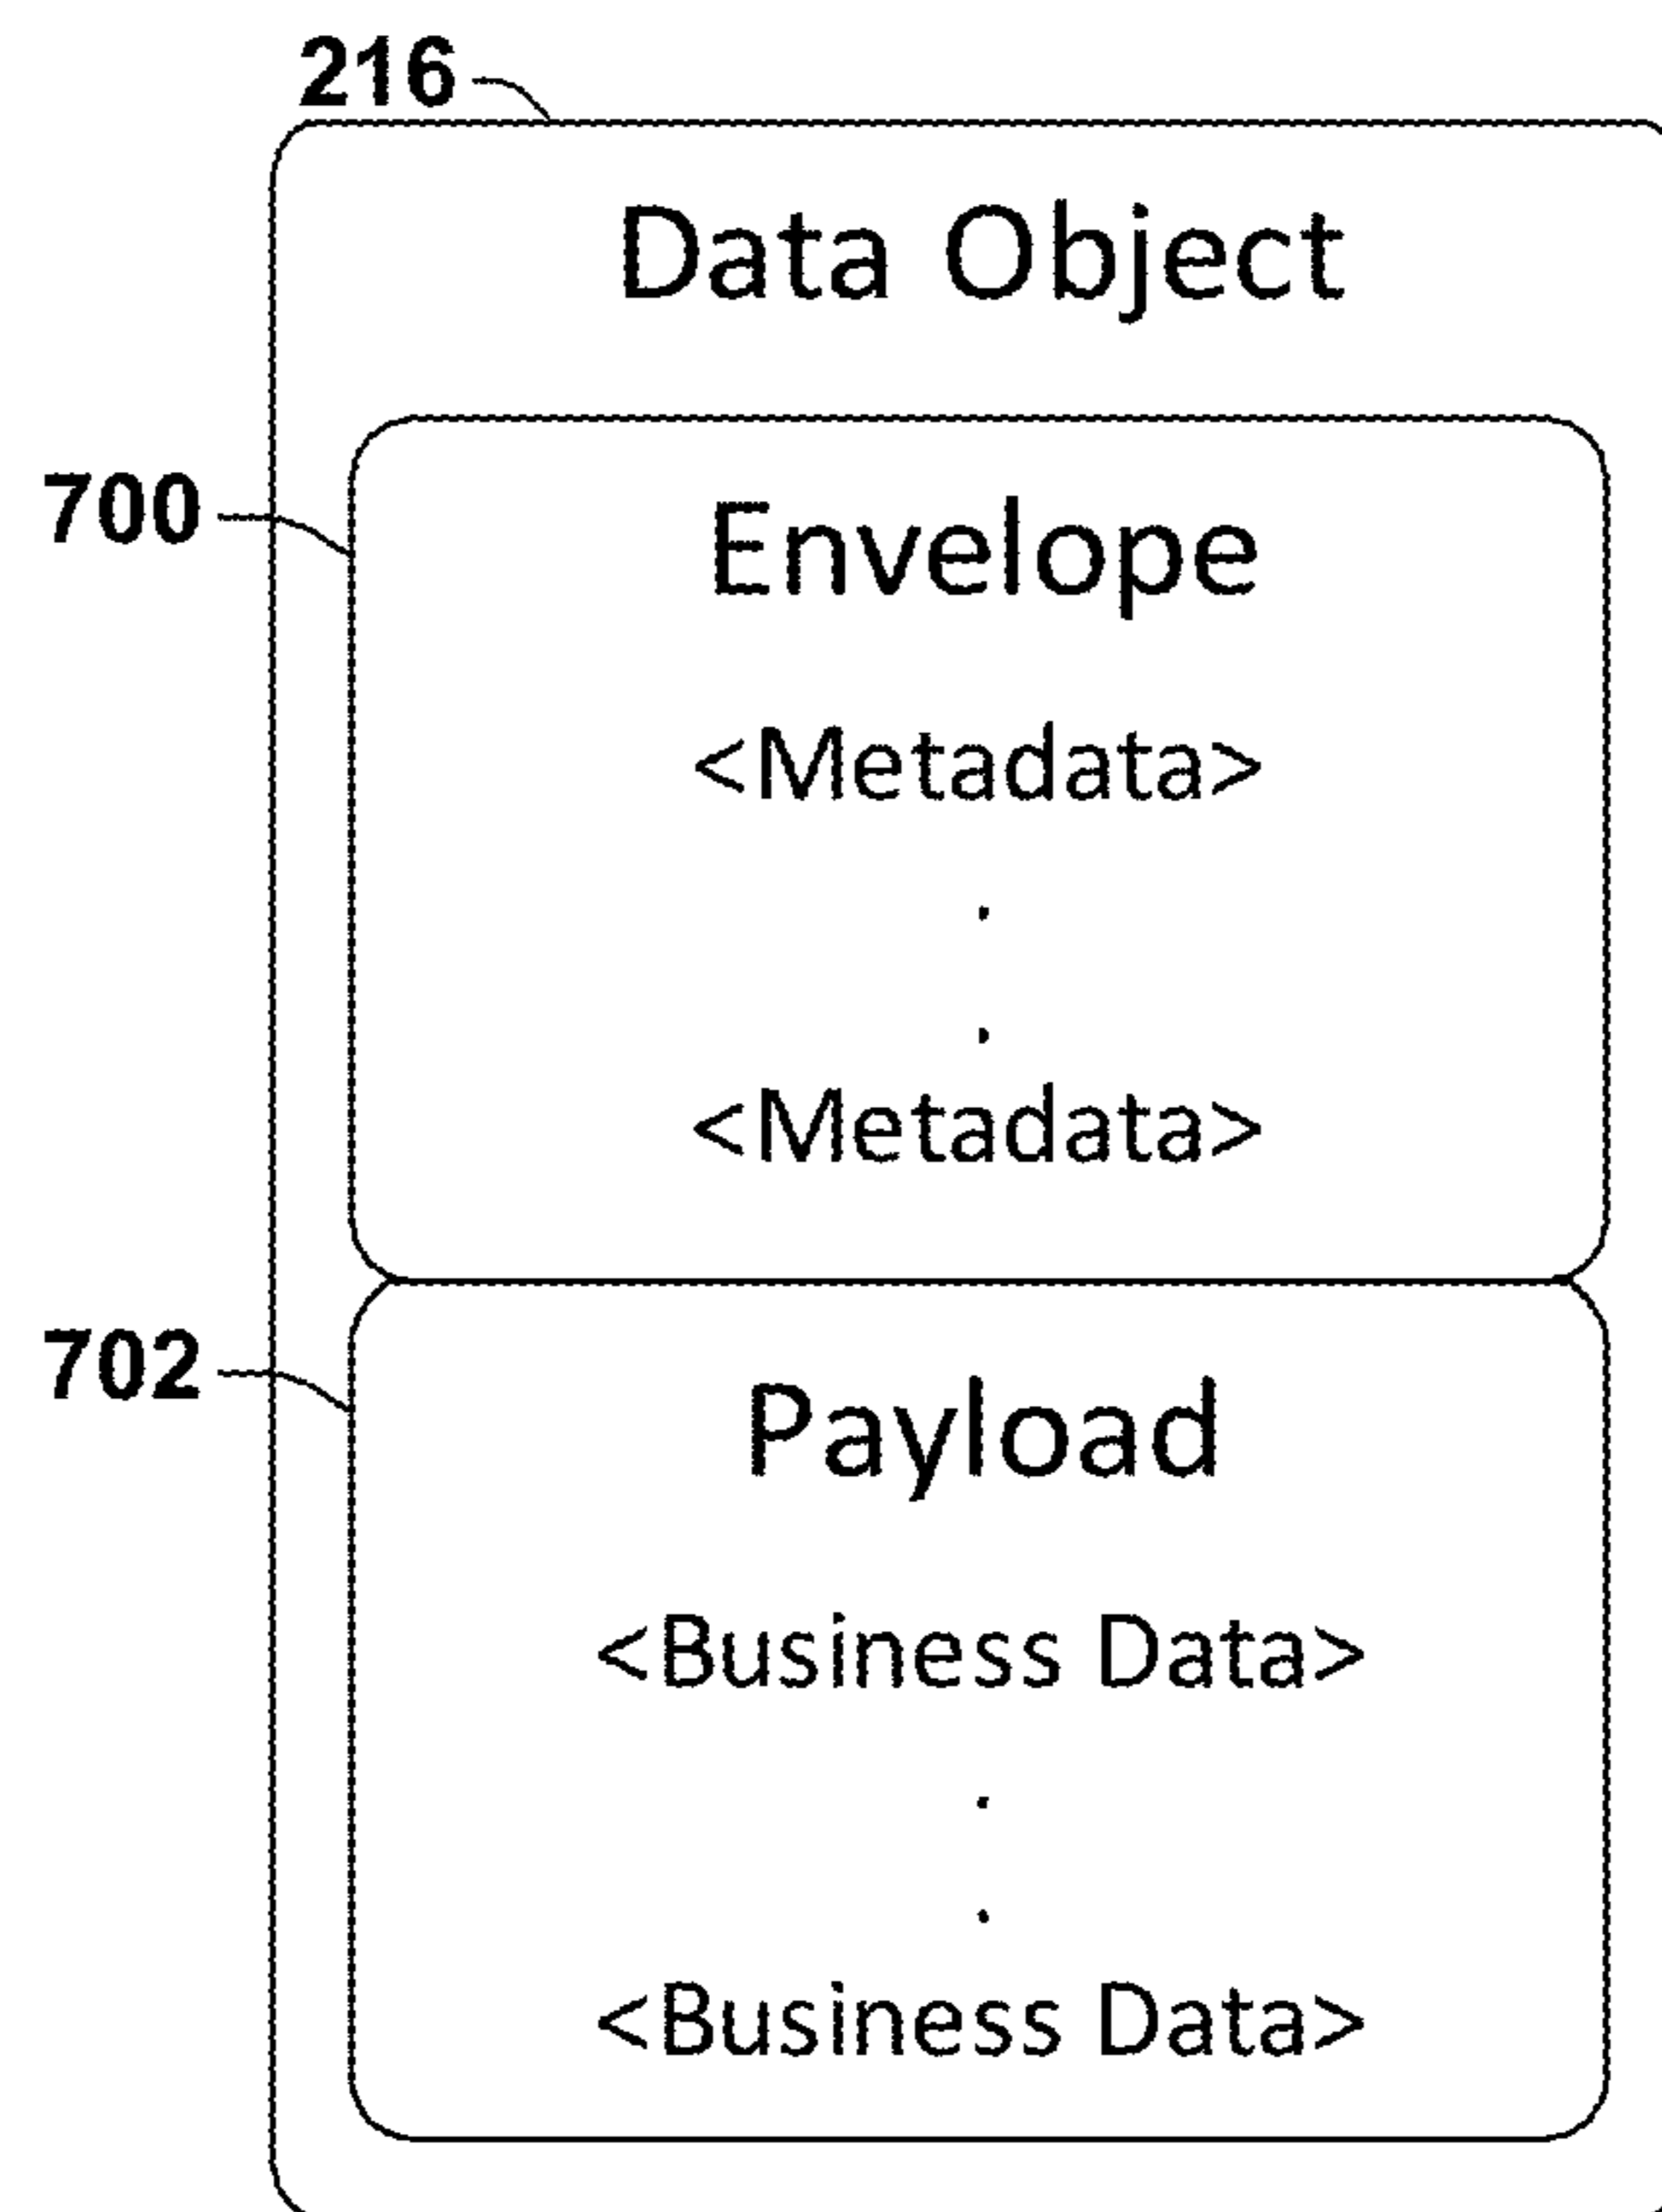 216
Data Object
700
Envelope
<Metadata>
.
.
<Metadata>
702
Payload
<Business Data>
.
.
<Business Data>